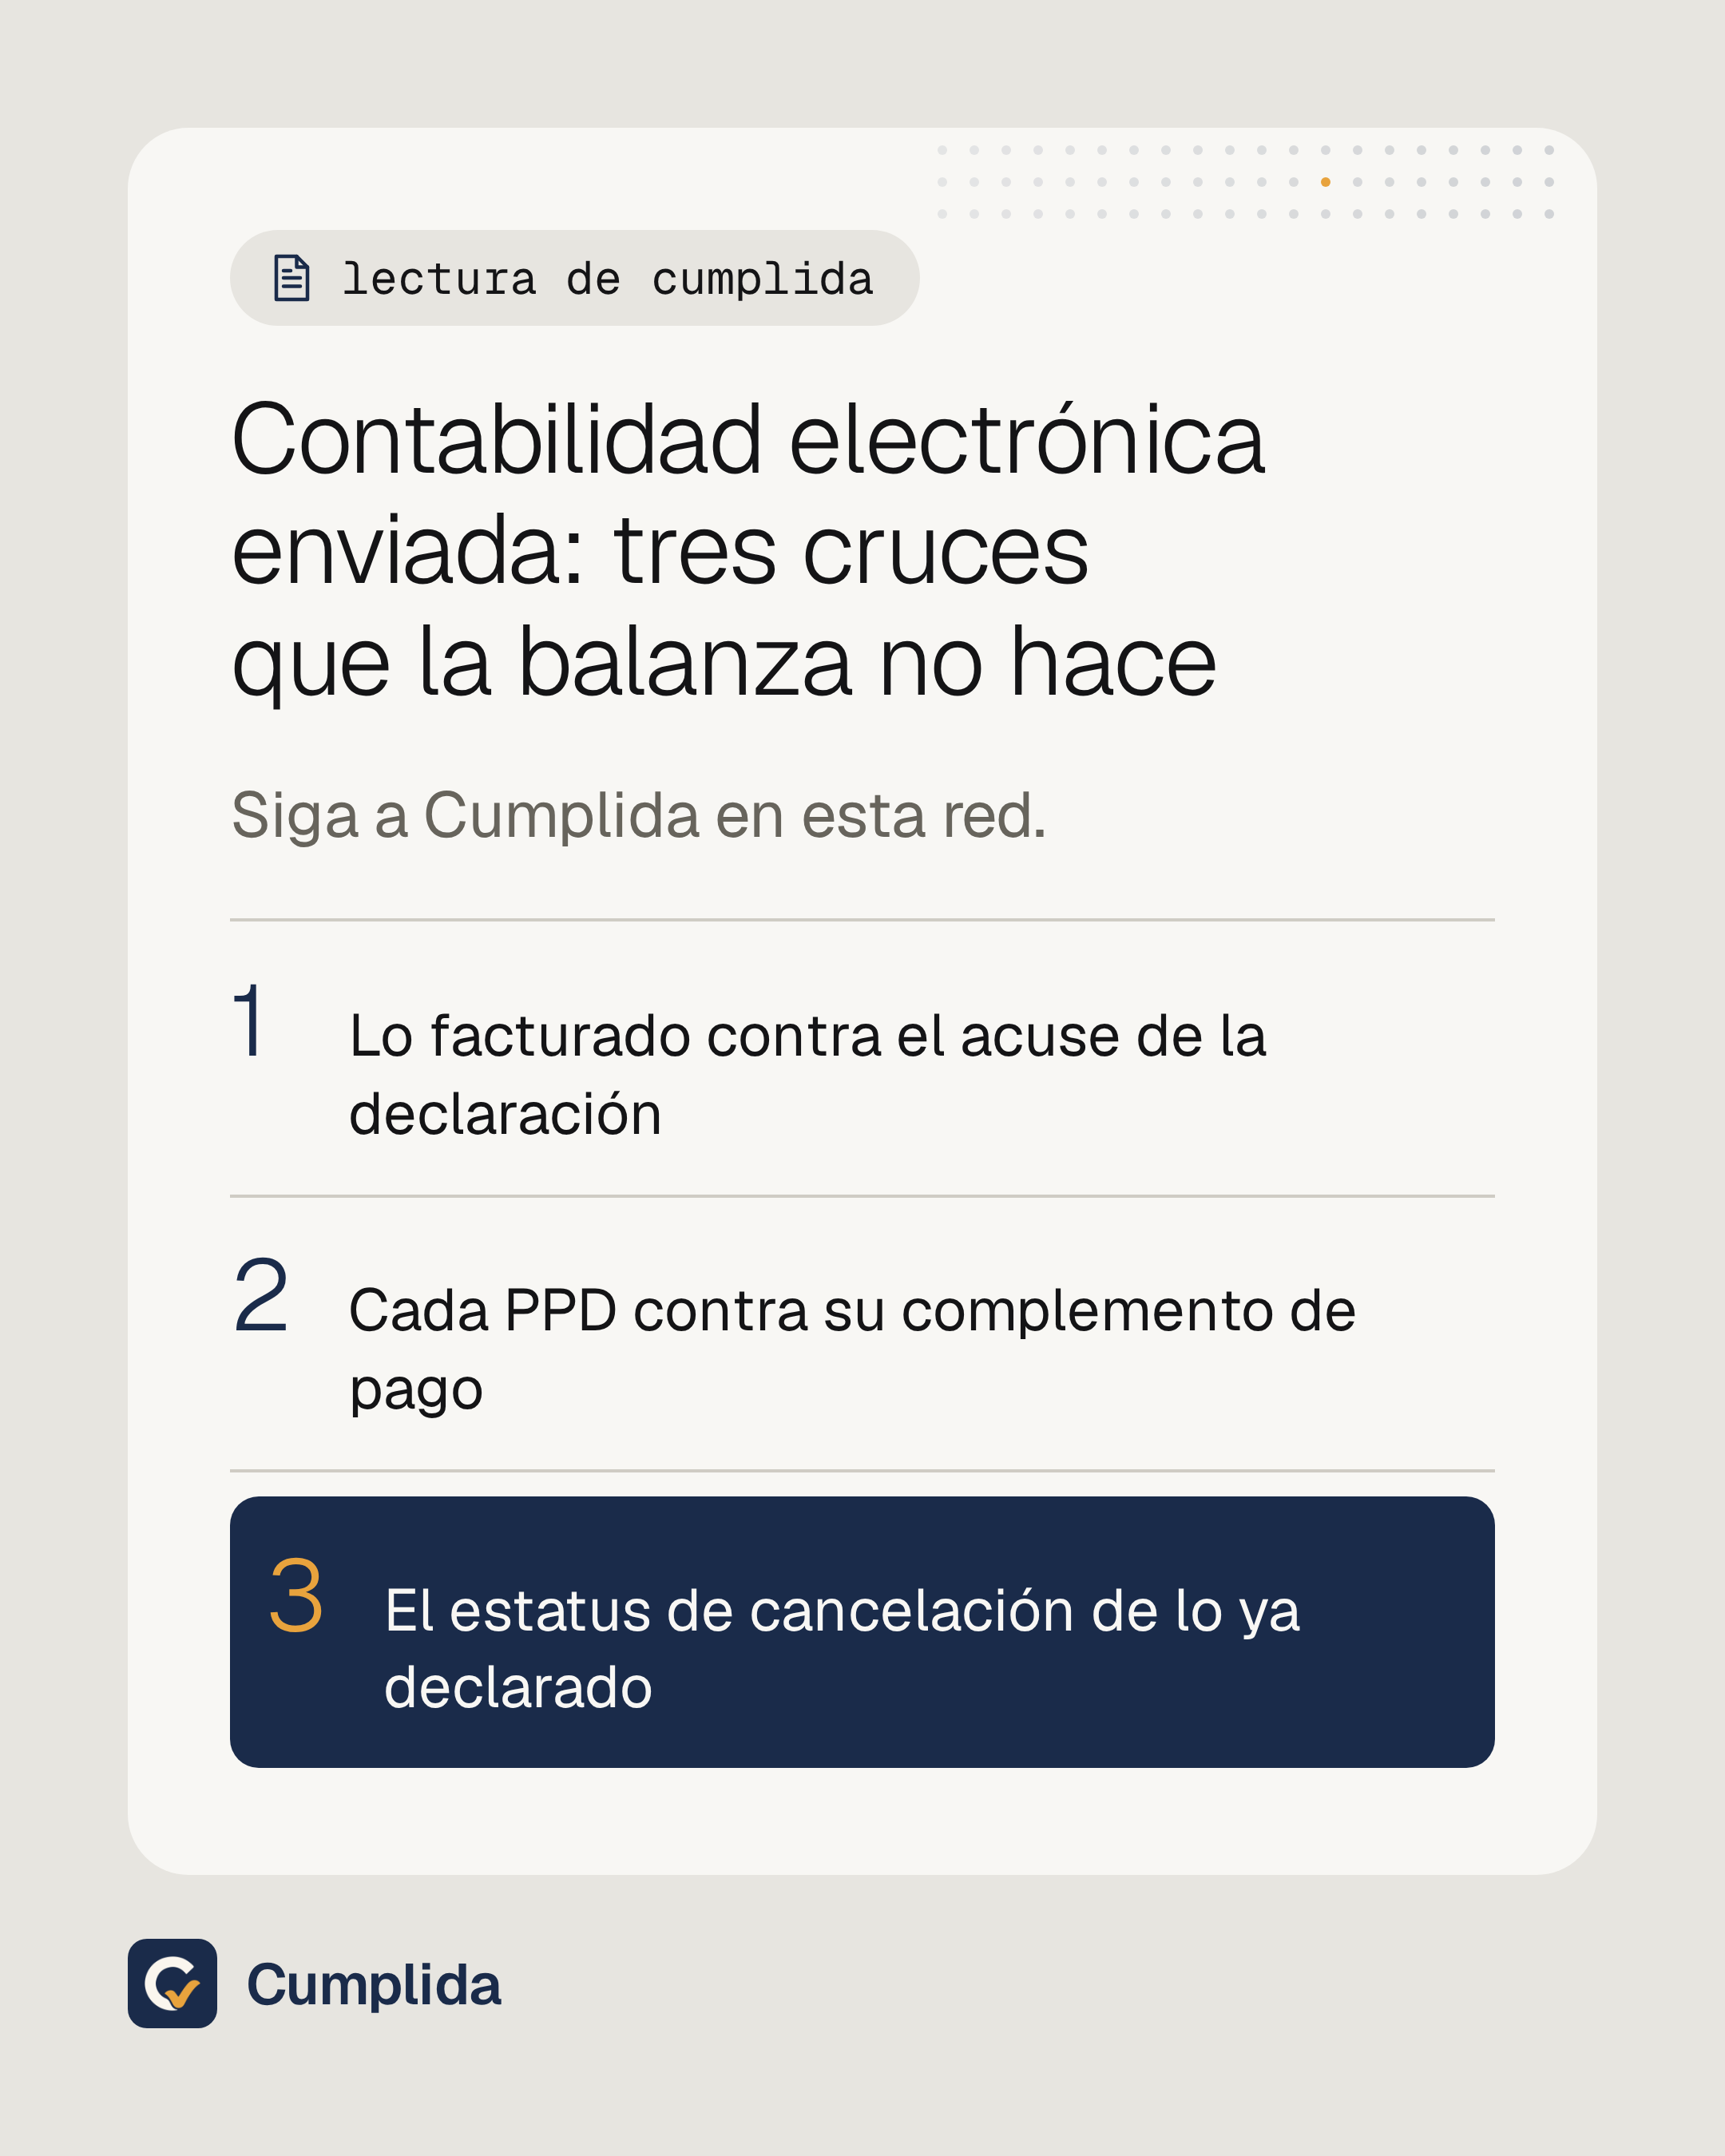 lectura de cumplida
Contabilidad electrónica
enviada: tres cruces
que la balanza no hace
Siga a Cumplida en esta red.
1
Lo facturado contra el acuse de la
declaración
2
Cada PPD contra su complemento de
pago
3
El estatus de cancelación de lo ya
declarado
Cumplida